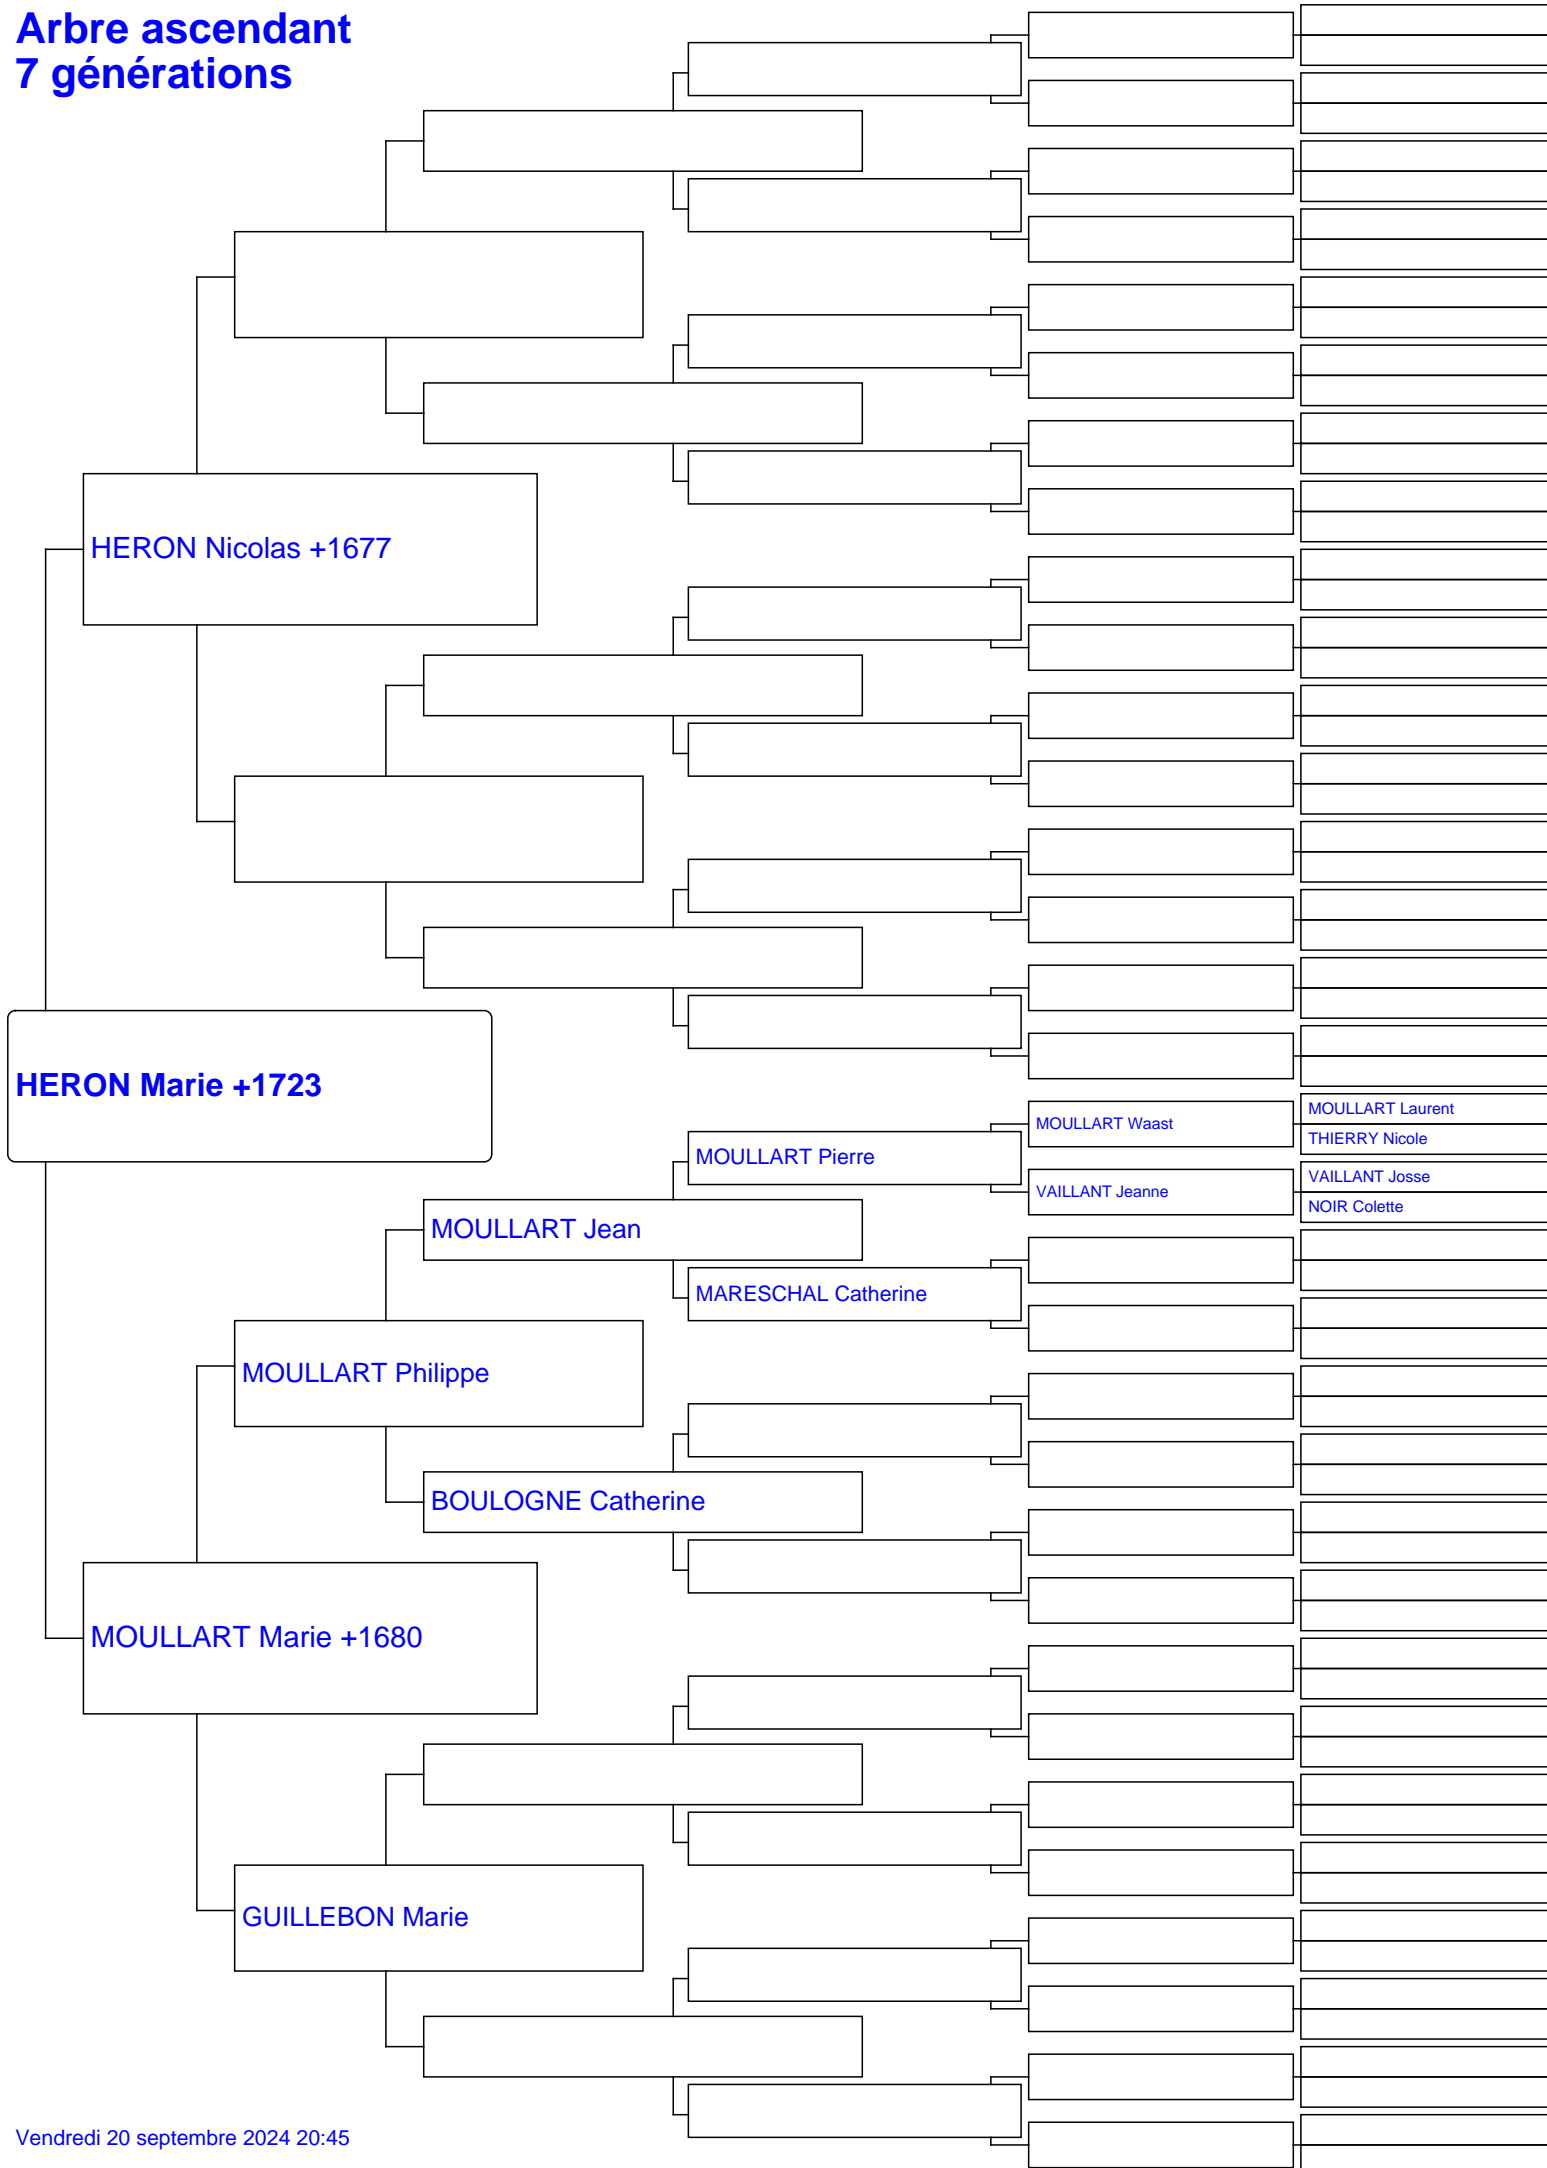 Arbre ascendant
7 générations
HERON Nicolas +1677
HERON Marie +1723
MOULLART Laurent
MOULLART Waast
THIERRY Nicole
MOULLART Pierre
VAILLANT Josse
VAILLANT Jeanne
NOIR Colette
MOULLART Jean
MARESCHAL Catherine
MOULLART Philippe
BOULOGNE Catherine
MOULLART Marie +1680
GUILLEBON Marie
Vendredi 20 septembre 2024 20:45